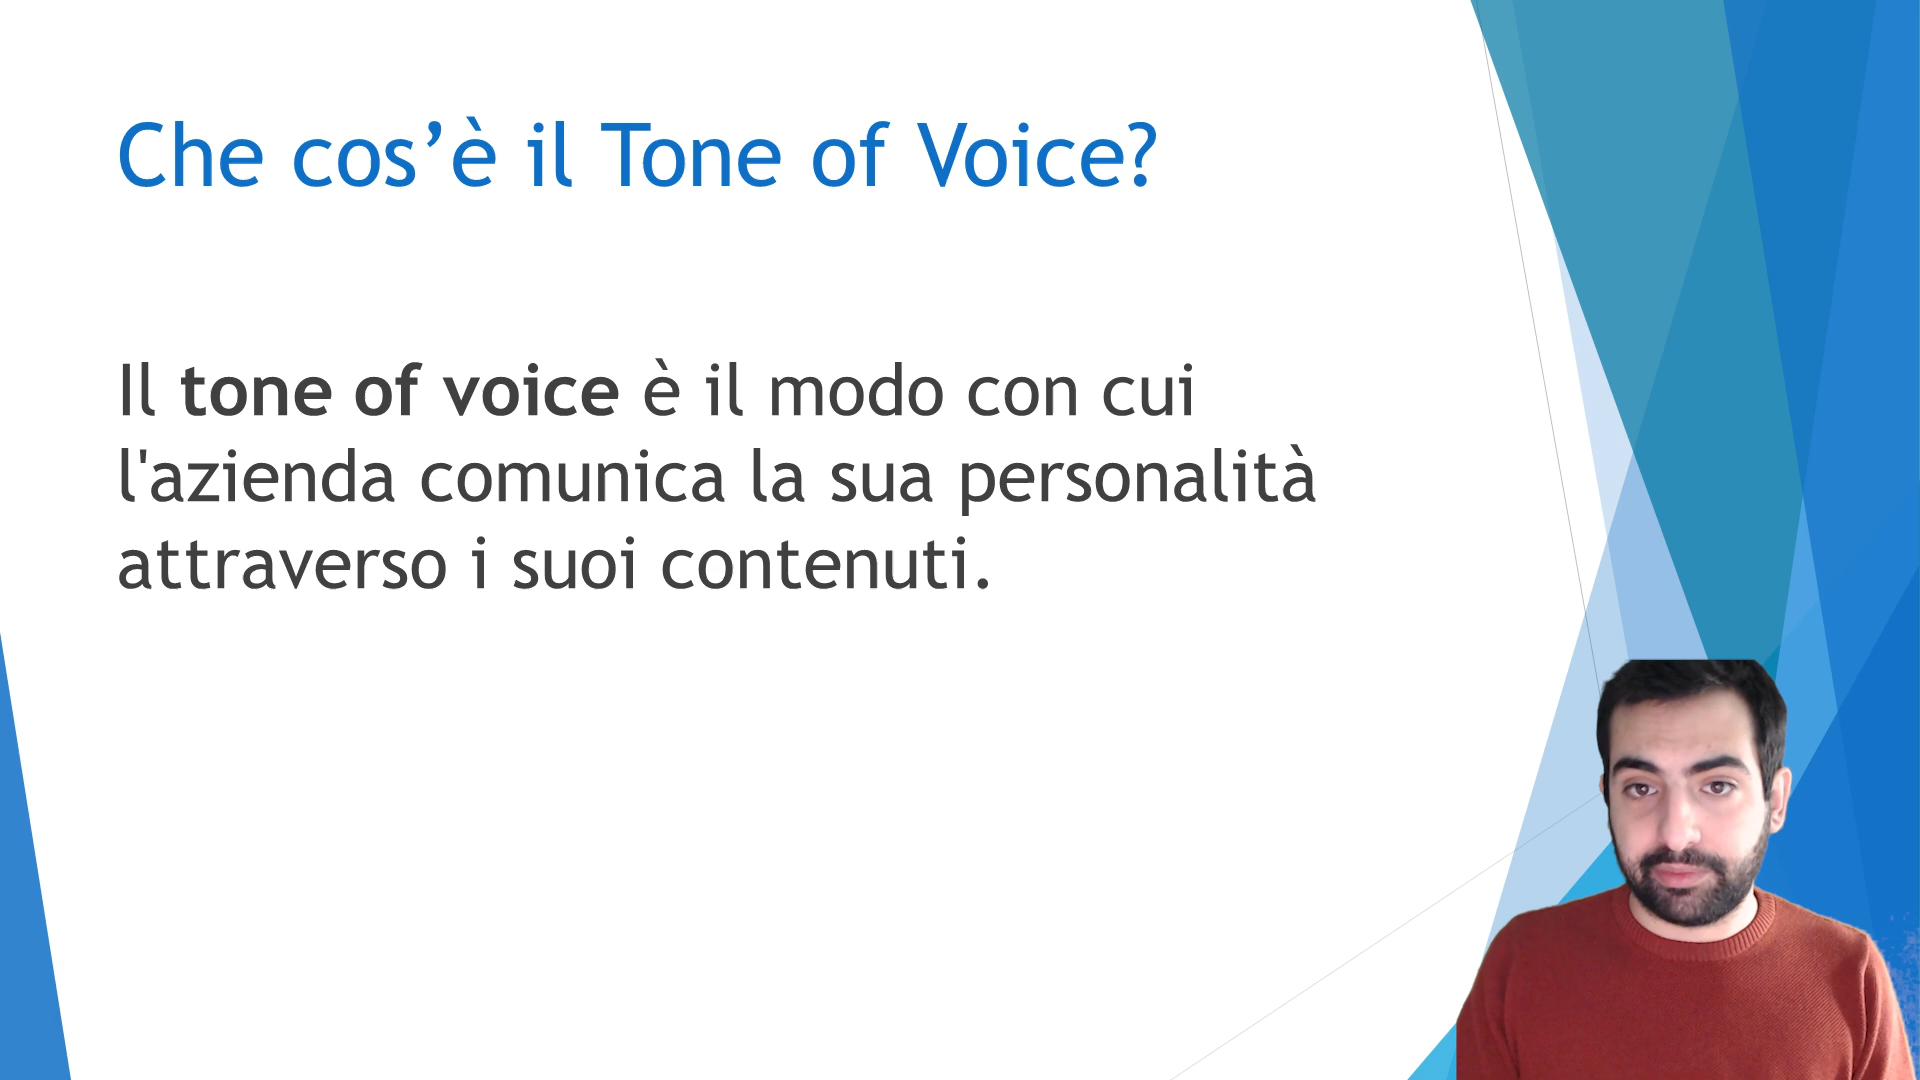 Che cos’è il Tone of Voice?
Il tone of voice è il modo con cui
l'azienda comunica la sua personalità
attraverso i suoi contenuti.